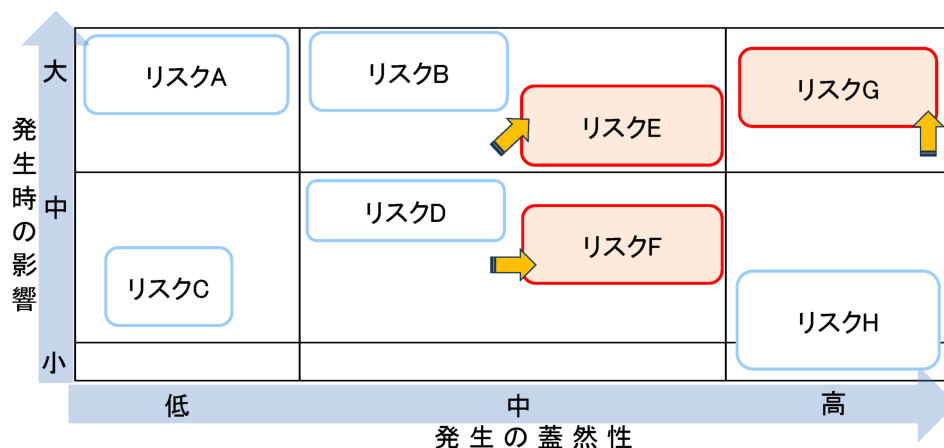 発生時の影響
大
中
小
リスクA
リスクB
リスクE
リスクG
リスクD
リスクF
リスクC
リスクH
低
中
高
発生の蓋然性